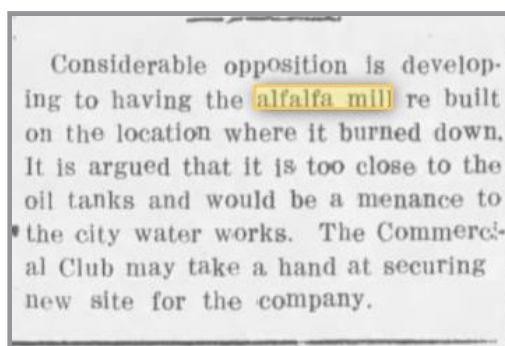 Considerable opposition is develop-
ing to having the alfalfa mill re built
on the location where it burned down.
It is argued that it is too close to the
oil tanks and would be a menance to
the city water works. The Commerci-
al Club may take a hand at securing
new site for the company.